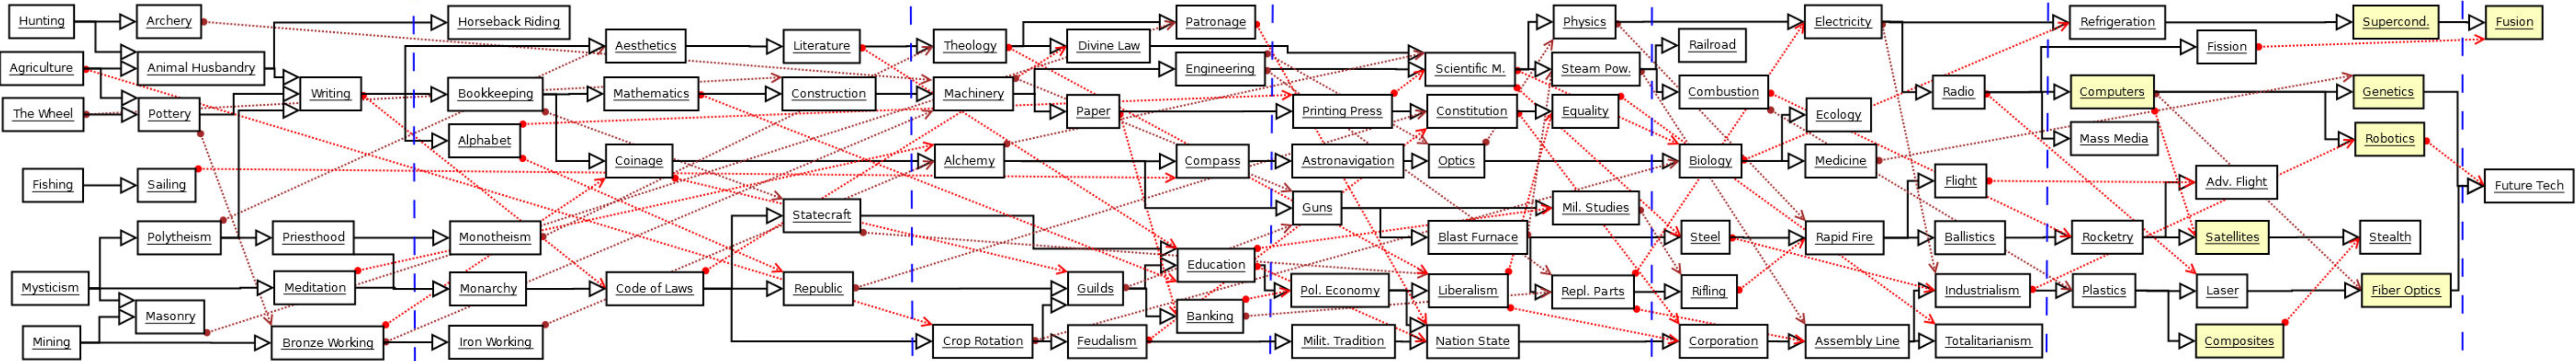 Hunting
Agriculture
The Wheel
Fishing
Mysticism
Mining
Archery
Animal Husbandry
Pottery
Sailing
Polytheism
Masonry
Priesthood
Meditation
Bronze Working
Writing
Horseback Riding
Bookkeeping
Alphabet
Monotheism
Monarchy
Iron Working
Aesthetics
Mathematics
Coinage
Code of Laws
Literature
Construction
Statecraft
Republic
Theology
Machinery
Alchemy
Crop Rotation
Divine Law
Paper
Guilds
Feudalism
Patronage
Engineering
Compass
Education
Banking
Printing Press
Astronavigation
Guns
Pol. Economy
Milit. Tradition
Scientific M.
Constitution
Optics
Blast Furnace
Liberalism
Nation State
Physics
Steam Pow.
Equality
Mil. Studies
Repl. Parts
Railroad
Combustion
Biology
Steel
Rifling
Corporation
Electricity
Ecology
Medicine
Rapid Fire
Assembly Line
Radio
Flight
Ballistics
Industrialism
Totalitarianism
Refrigeration
Computers
Mass Media
Rocketry
Plastics
Fission
Adv. Flight
Satellites
Laser
Composites
Supercond.
Genetics
Robotics
Stealth
Fiber Optics
Fusion
Future Tech